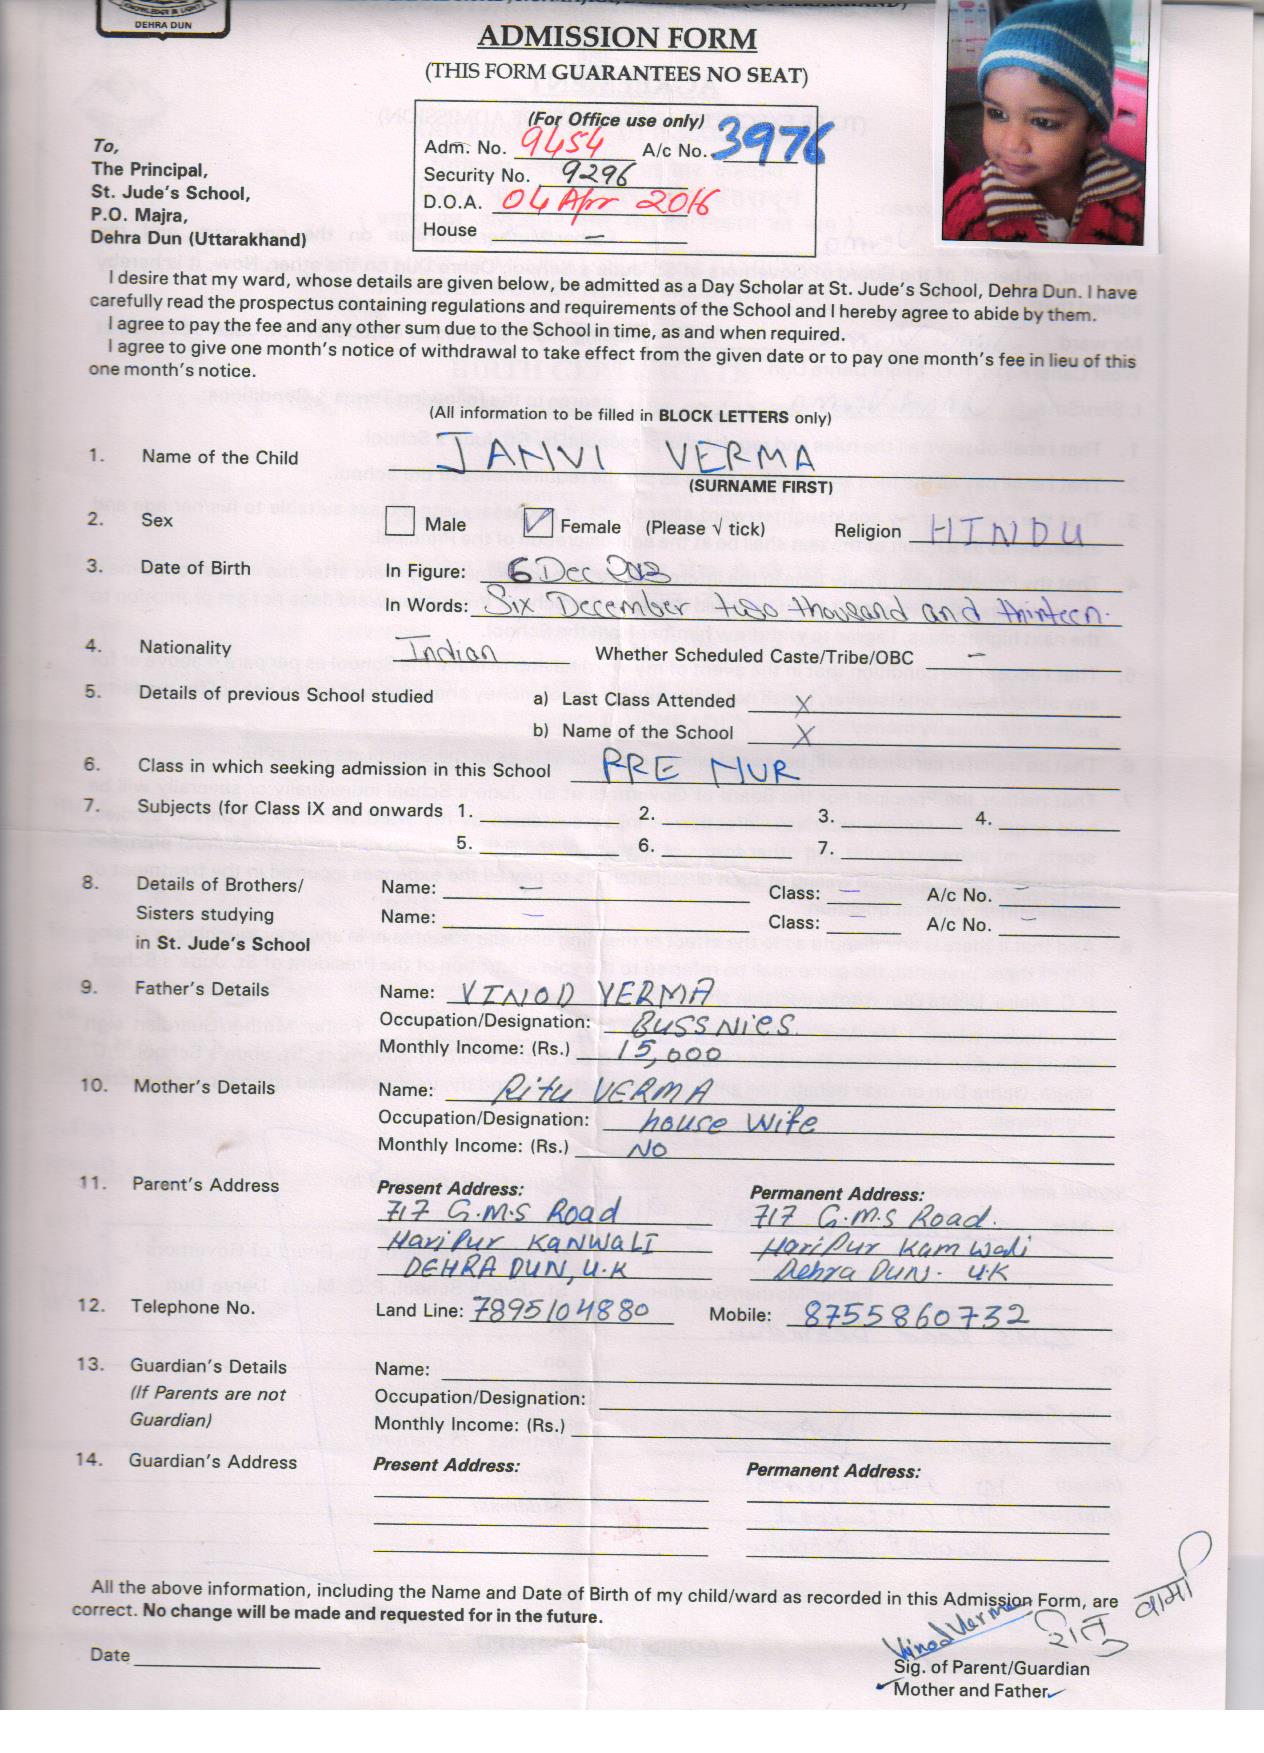 DEHRA DUN
ADMISSION FORM
(THIS FORM GUARANTEES NO SEAT)
(For Office use only)
Adm. No. 9454 A/c No. 3976
Security No. 9296
D.O.A. 04 Apr 2016
House –
To,
The Principal,
St. Jude's School,
P.O. Majra,
Dehra Dun (Uttarakhand)
I desire that my ward, whose details are given below, be admitted as a Day Scholar at St. Jude's School, Dehra Dun. I have
carefully read the prospectus containing regulations and requirements of the School and I hereby agree to abide by them.
I agree to pay the fee and any other sum due to the School in time, as and when required.
I agree to give one month's notice of withdrawal to take effect from the given date or to pay one month's fee in lieu of this
one month's notice.
(All information to be filled in BLOCK LETTERS only)
1. Name of the Child JANVI VERMA
(SURNAME FIRST)
2. Sex Male Female (Please √ tick) Religion HINDU
3. Date of Birth In Figure: 6 Dec 2013
In Words: Six December two thousand and thirteen.
4. Nationality Indian Whether Scheduled Caste/Tribe/OBC –
5. Details of previous School studied a) Last Class Attended X
b) Name of the School X
6. Class in which seeking admission in this School PRE NUR
7. Subjects (for Class IX and onwards 1. 2. 3. 4.
5. 6. 7.
8. Details of Brothers/ Name: – Class: – A/c No. –
Sisters studying Name: – Class: A/c No. –
in St. Jude's School
9. Father's Details Name: VINOD VERMA
Occupation/Designation: BUSSNIES
Monthly Income: (Rs.) 15,000
10. Mother's Details Name: Ritu VERMA
Occupation/Designation: house wife
Monthly Income: (Rs.) NO
11. Parent's Address Present Address: Permanent Address:
717 G.M.S Road 717 G.M.S Road.
HariPur KANWALI HariPur Kamwali
DEHRA DUN, U.K Dehra DUN. U.K
12. Telephone No. Land Line: 7895104880 Mobile: 8755860732
13. Guardian's Details Name:
(If Parents are not Occupation/Designation:
Guardian) Monthly Income: (Rs.)
14. Guardian's Address Present Address: Permanent Address:
All the above information, including the Name and Date of Birth of my child/ward as recorded in this Admission Form, are
correct. No change will be made and requested for in the future.
Vinod Verma
Date
Sig. of Parent/Guardian
Mother and Father